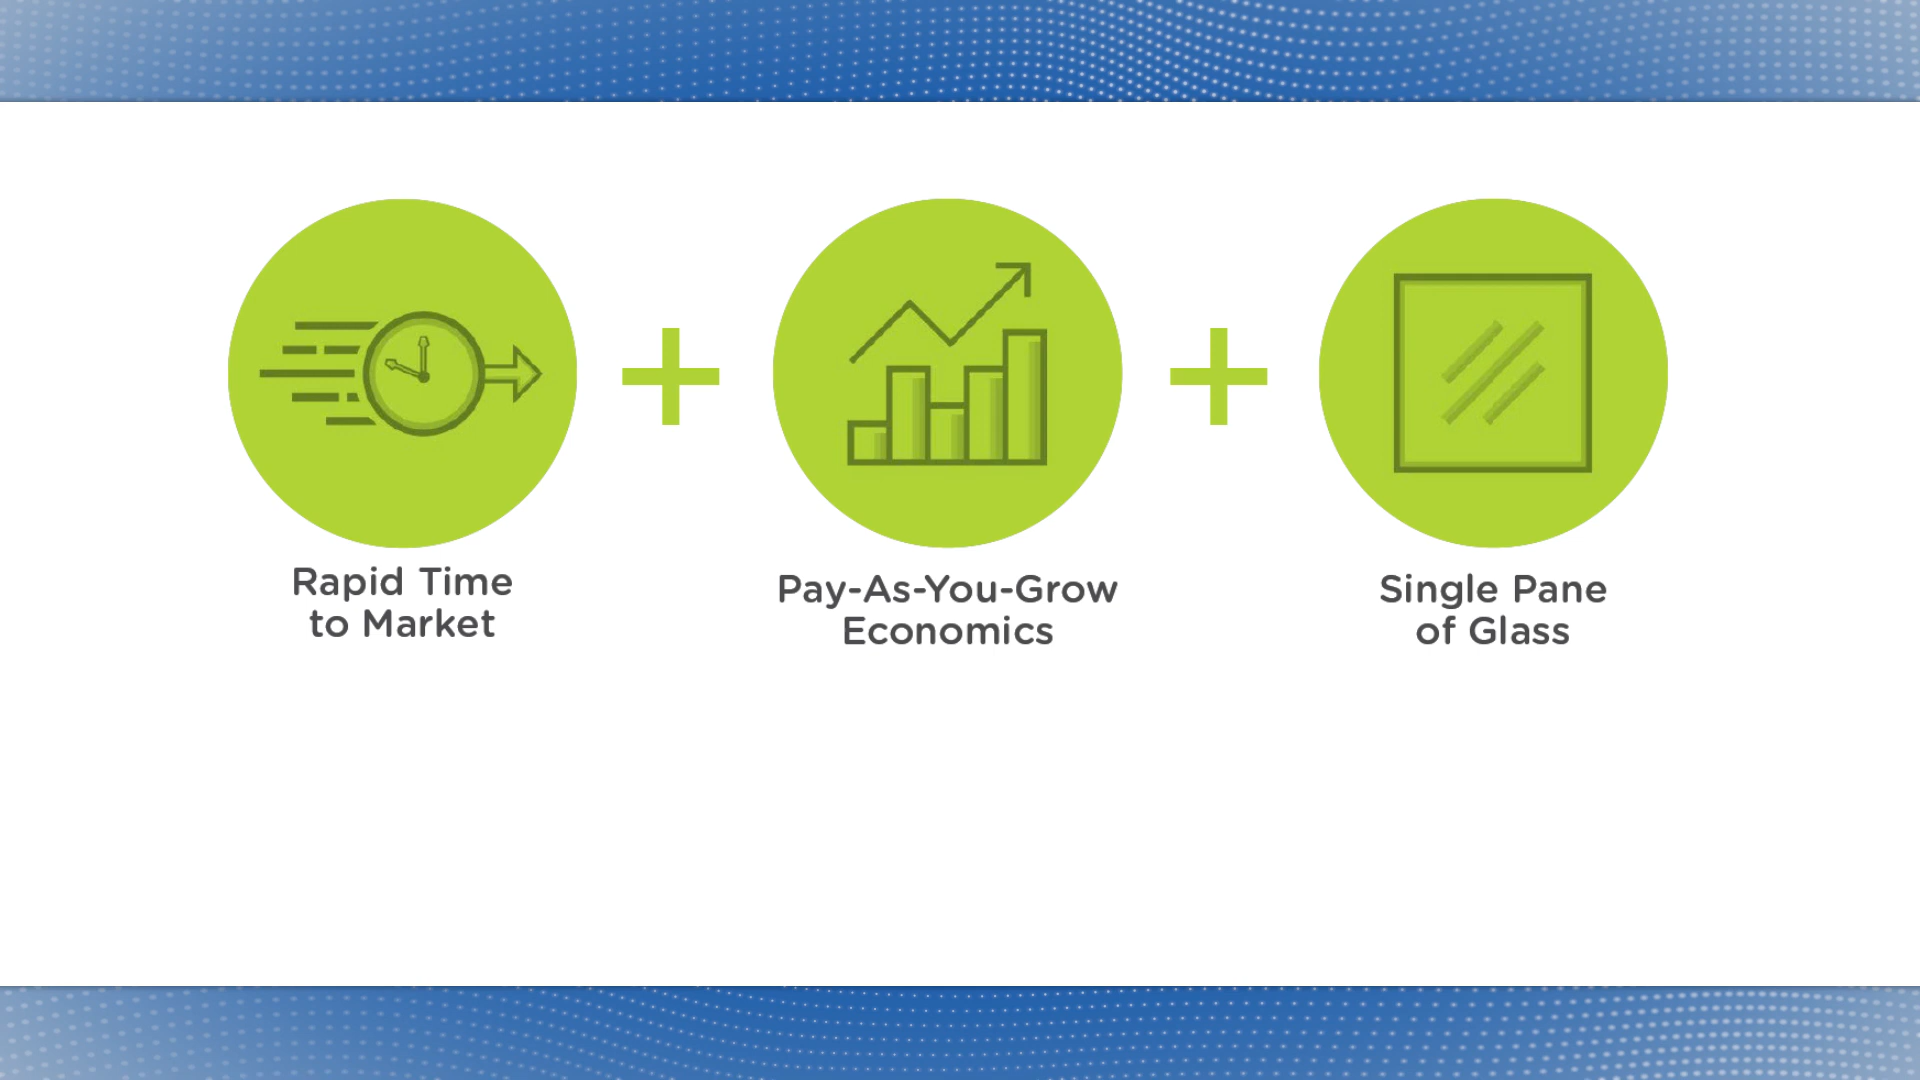 Rapid Time
to Market
Pay-As-You-Grow
Economics
Single Pane
of Glass